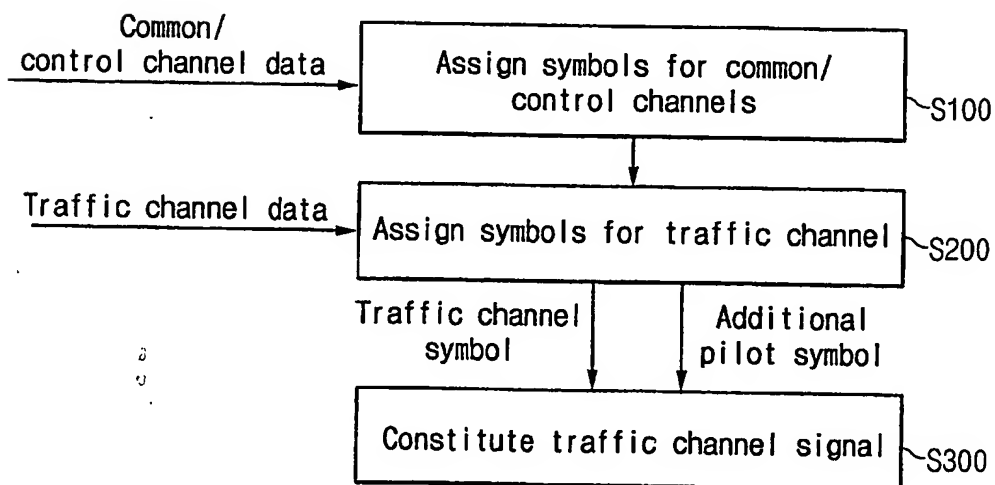 Common/
control channel data
Assign symbols for common/
control channels
S100
Traffic channel data
Assign symbols for traffic channel
S200
Traffic channel
symbol
Additional
pilot symbol
Constitute traffic channel signal
S300